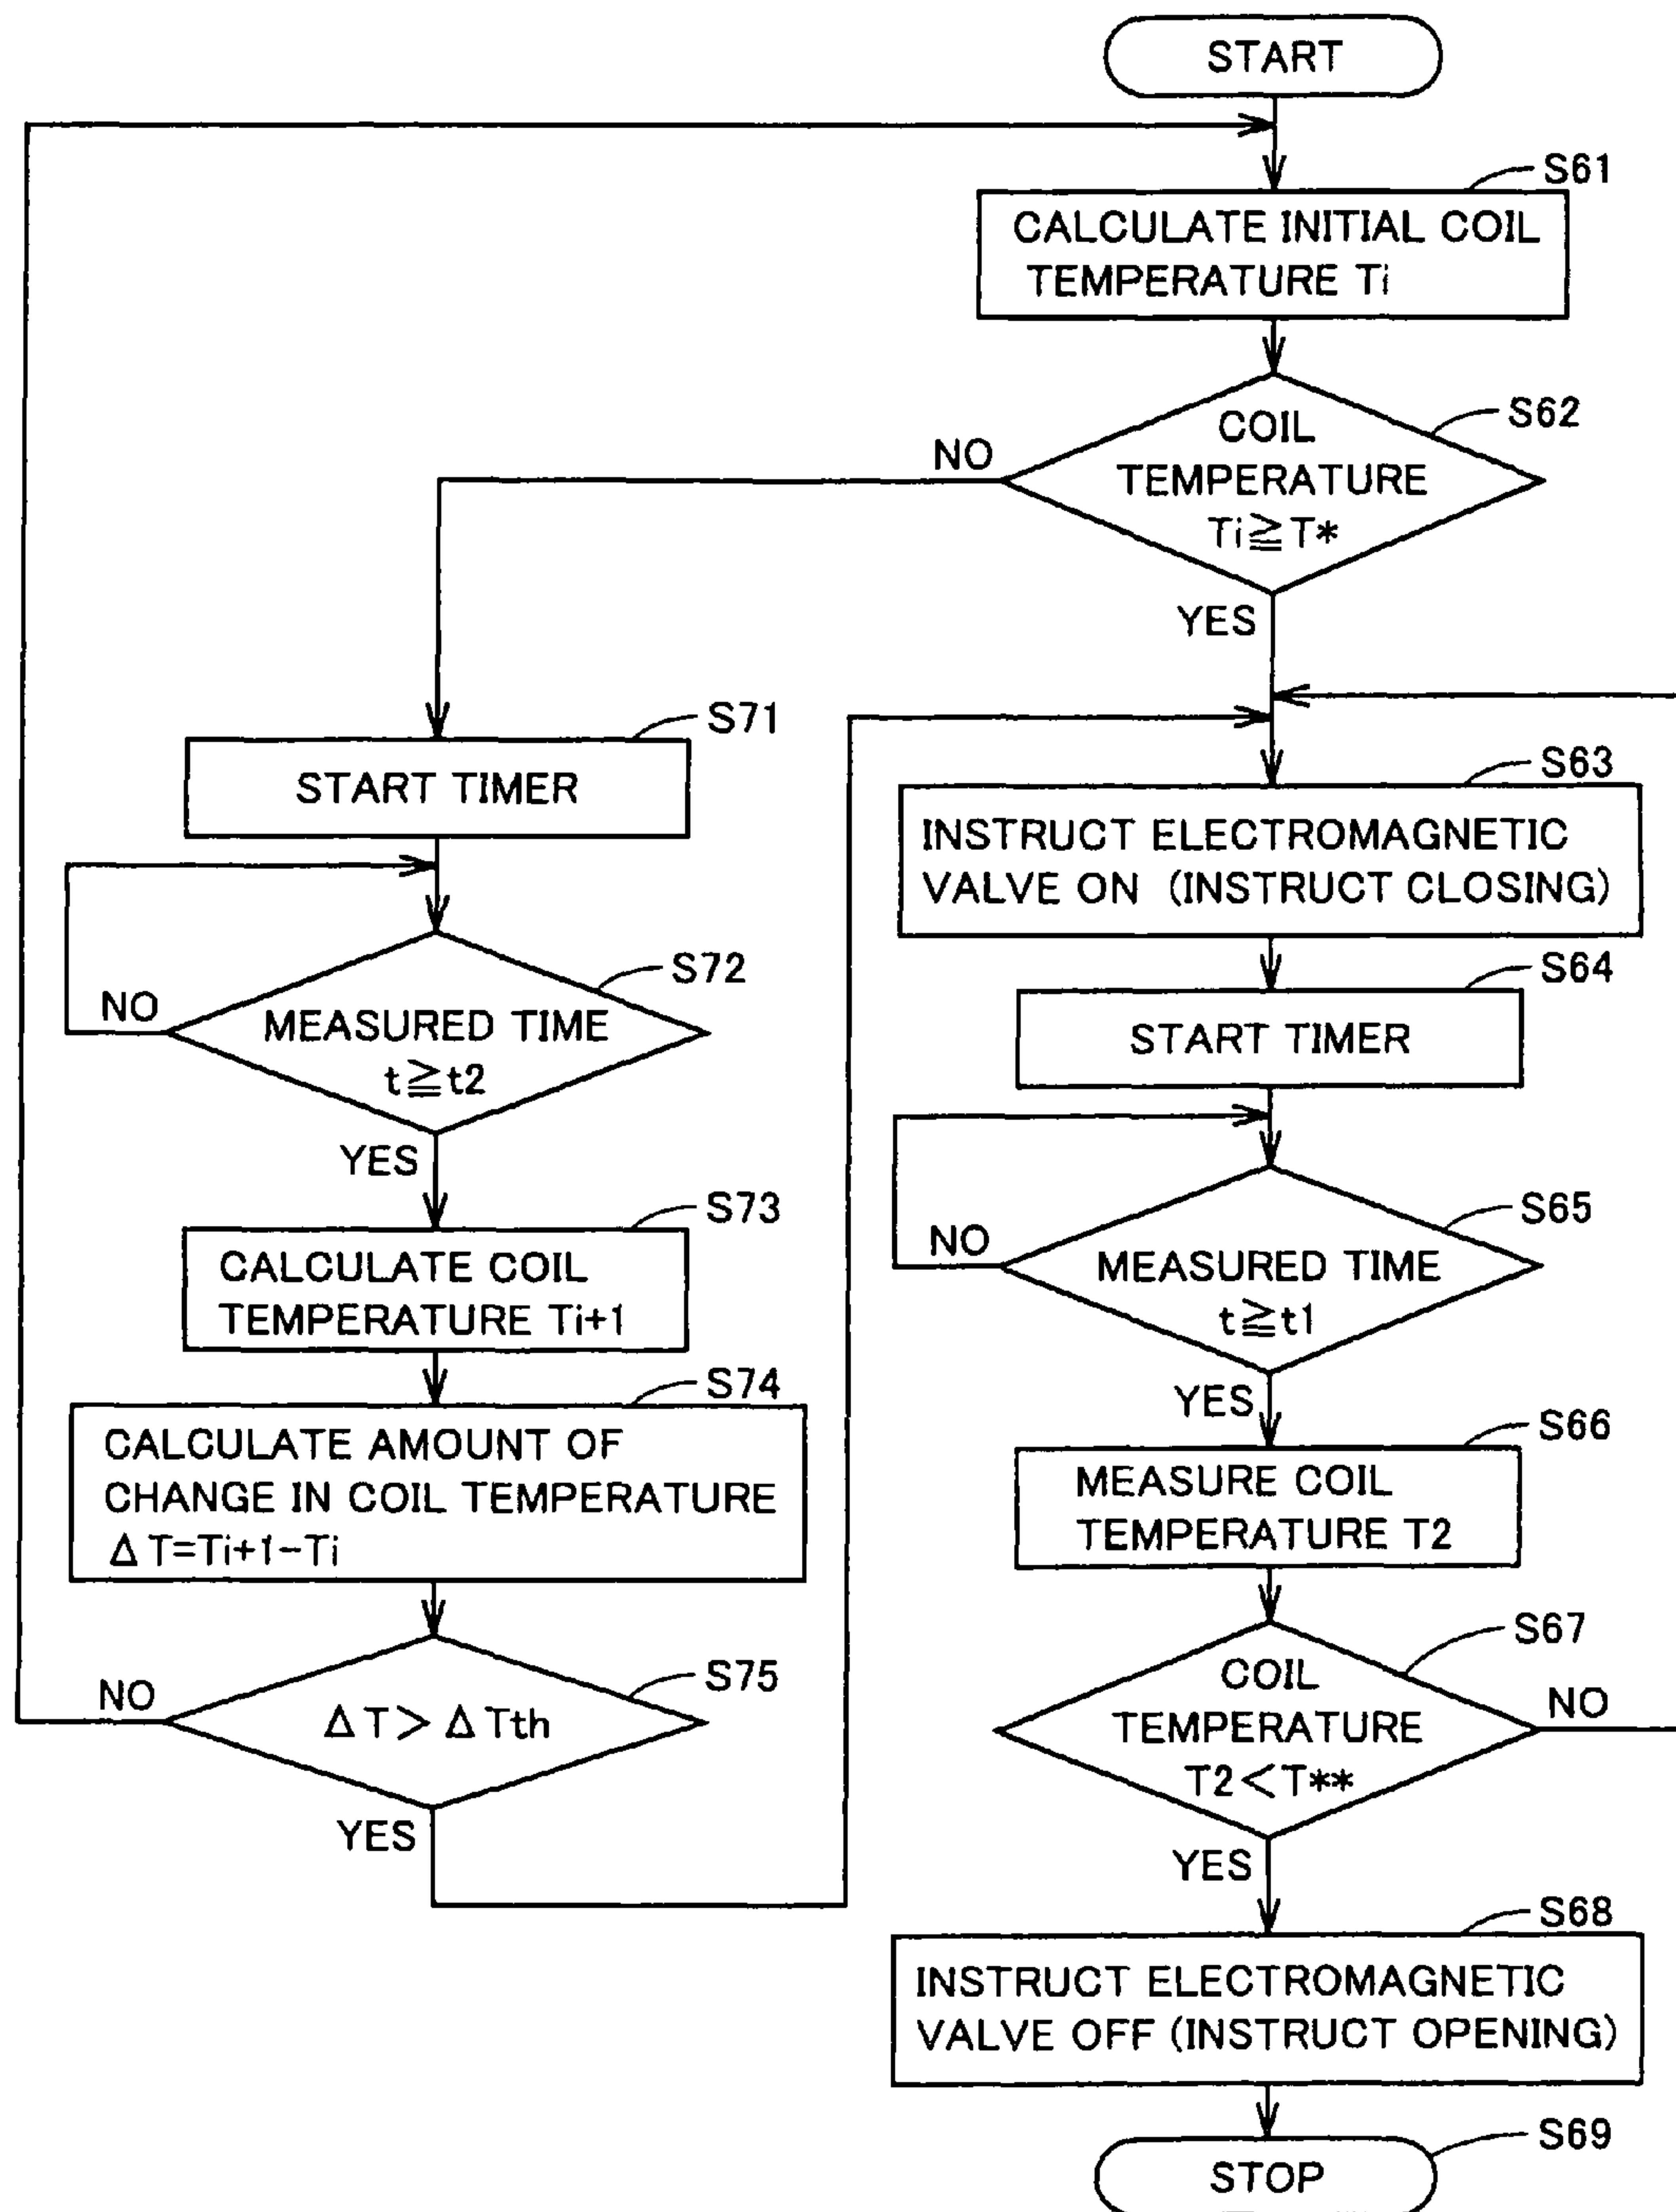 START
S61
CALCULATE INITIAL COIL
TEMPERATURE Ti
S62
COIL
TEMPERATURE
Ti≧T*
NO
YES
S71
START TIMER
S72
MEASURED TIME
t≧t2
NO
YES
S73
CALCULATE COIL
TEMPERATURE Ti+1
S74
CALCULATE AMOUNT OF
CHANGE IN COIL TEMPERATURE
ΔT=Ti+1-Ti
S75
ΔT>ΔTth
NO
YES
S63
INSTRUCT ELECTROMAGNETIC
VALVE ON (INSTRUCT CLOSING)
S64
START TIMER
S65
MEASURED TIME
t≧t1
NO
YES
S66
MEASURE COIL
TEMPERATURE T2
S67
COIL
TEMPERATURE
T2<T**
NO
YES
S68
INSTRUCT ELECTROMAGNETIC
VALVE OFF (INSTRUCT OPENING)
S69
STOP